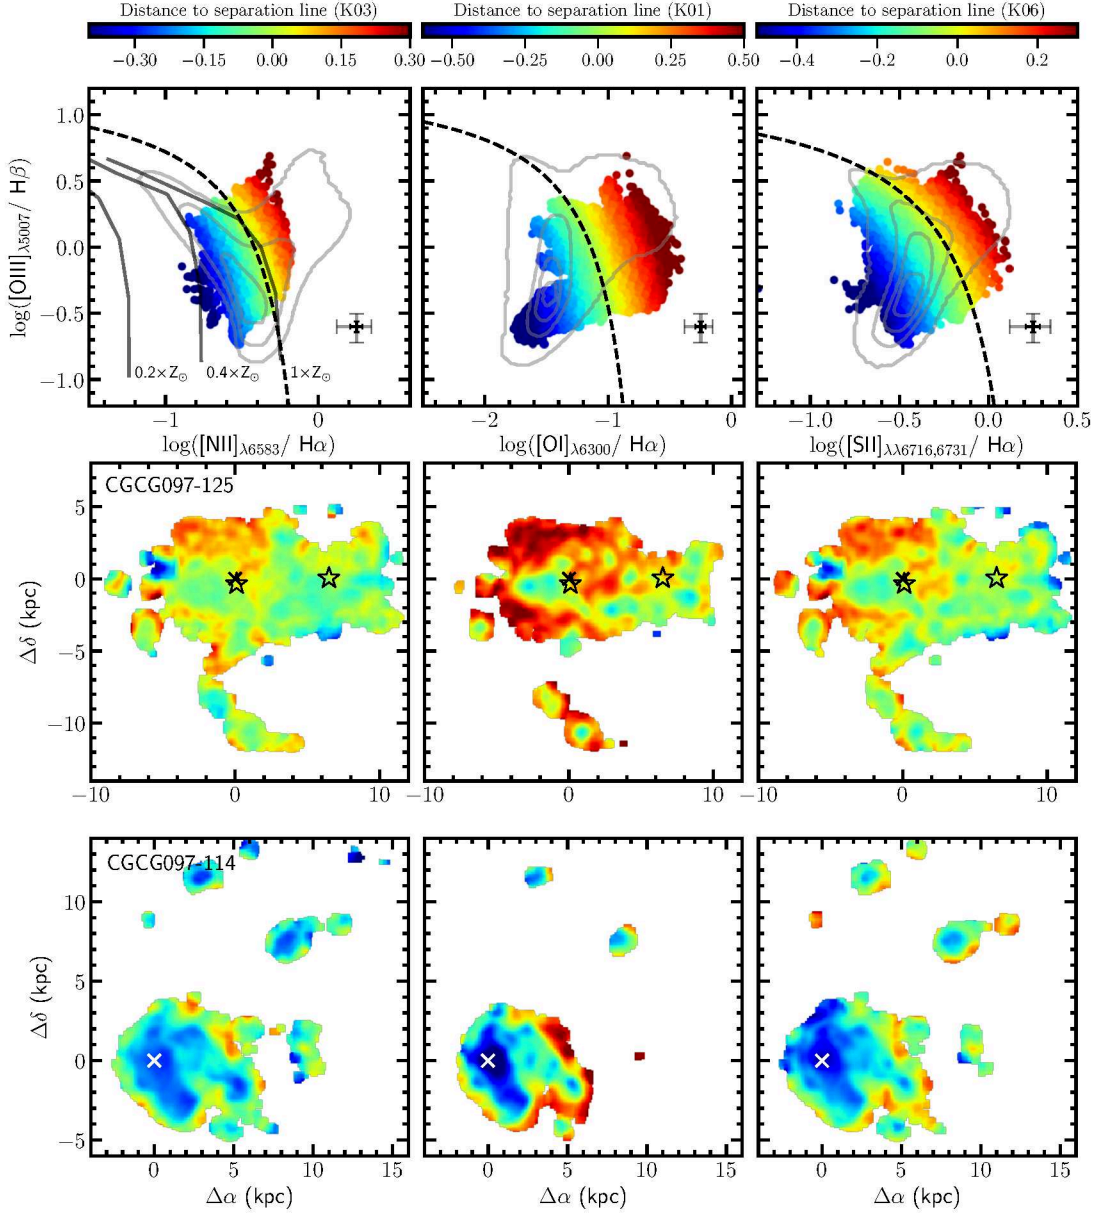 Distance to separation line (K03) Distance to separation line (K01) Distance to separation line (K06)
−0.30 −0.15 0.00 0.15 0.30 −0.50 −0.25 0.00 0.25 0.50 −0.4 −0.2 0.0 0.2
log([OIII]λ5007/ Hβ)
1.0
0.5
0.0
−0.5
−1.0
0.2×Z⊙ 0.4×Z⊙ 1×Z⊙
−1 0 −2 −1 0 −1.0 −0.5 0.0 0.5
log([NII]λ6583/ Hα) log([OI]λ6300/ Hα) log([SII]λλ6716,6731/ Hα)
CGCG097-125
Δδ (kpc)
5
0
−5
−10
−10 0 10 −10 0 10 −10 0 10
CGCG097-114
Δδ (kpc)
10
5
0
−5
0 5 10 15 0 5 10 15 0 5 10 15
Δα (kpc) Δα (kpc) Δα (kpc)